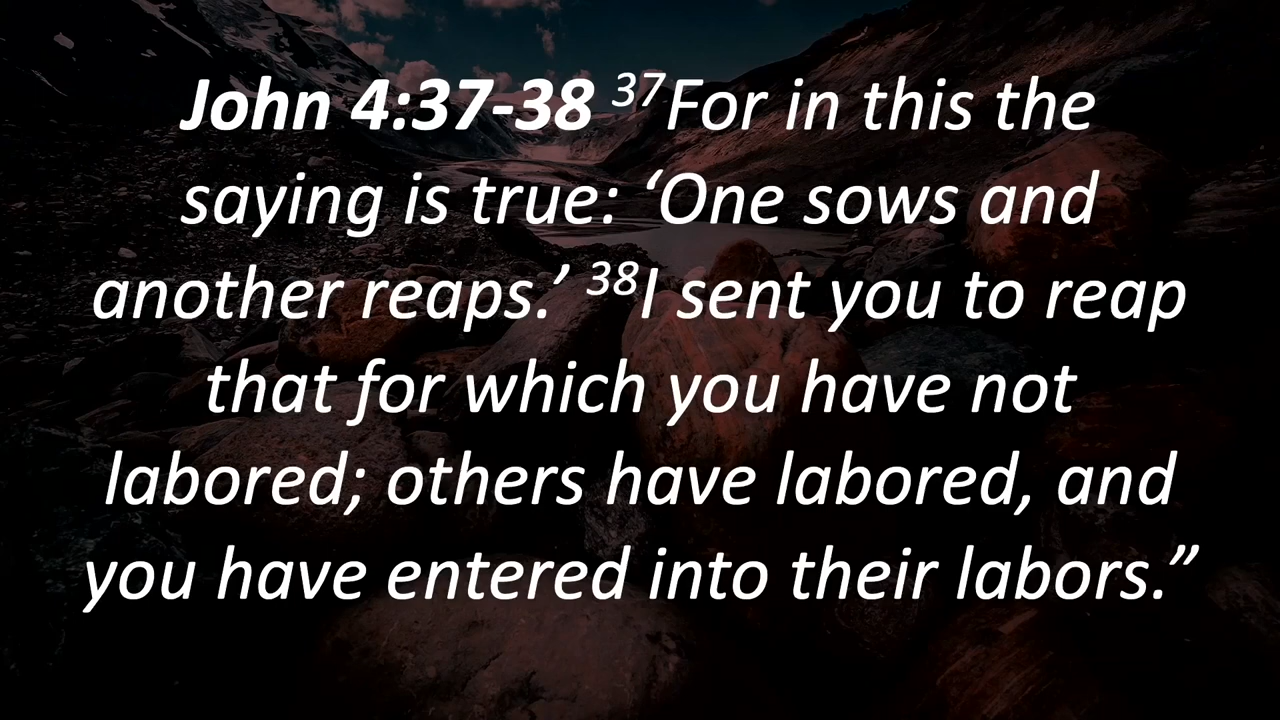 John 4:37-38 ³⁷For in this the
saying is true: ‘One sows and
another reaps.’ ³⁸I sent you to reap
that for which you have not
labored; others have labored, and
you have entered into their labors.”